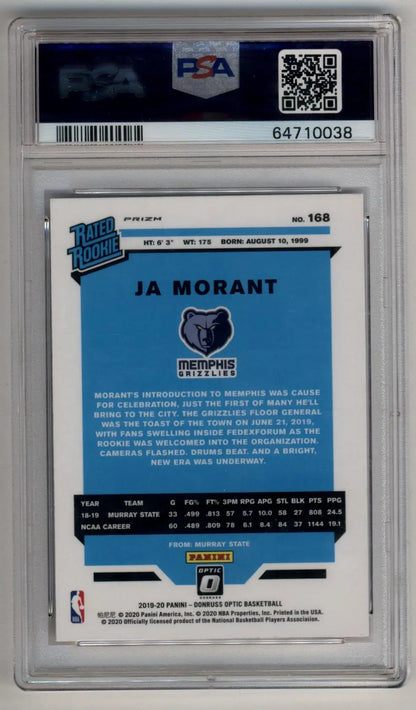 PSA
PSA
64710038
RATED ROOKIE
PRIZM
NO. 168
HT: 6' 3" WT: 175 BORN: AUGUST 10, 1999
JA MORANT
MEMPHIS
GRIZZLIES
MORANT'S INTRODUCTION TO MEMPHIS WAS CAUSE
FOR CELEBRATION, JUST THE FIRST OF MANY HE'LL
BRING TO THE CITY. THE GRIZZLIES FLOOR GENERAL
WAS THE TOAST OF THE TOWN ON JUNE 21, 2019,
WITH FANS SWELLING INSIDE FEDEXFORUM AS THE
ROOKIE WAS WELCOMED INTO THE ORGANIZATION.
CAMERAS FLASHED. DRUMS BEAT. AND A BRIGHT,
NEW ERA WAS UNDERWAY.
YEAR TEAM G FG% FT% 3PM RPG APG STL BLK PTS PPG
18-19 MURRAY STATE 33 .499 .813 57 5.7 10.0 58 27 808 24.5
NCAA CAREER 60 .489 .809 78 6.1 8.4 84 37 1144 19.1
FROM: MURRAY STATE
PANINI
OPTIC
DONRUSS
2019-20 PANINI – DONRUSS OPTIC BASKETBALL
帕尼尼 © 2020 Panini America, Inc. © 2020 NBA Properties, Inc. Printed in the USA.
© 2020 Officially licensed product of the National Basketball Players Association.
NBA